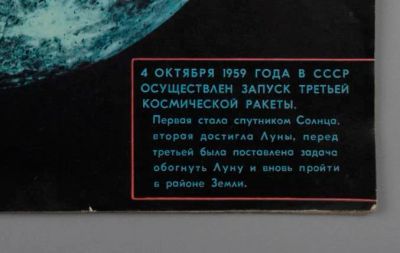 4 ОКТЯБРЯ 1959 ГОДА В СССР
ОСУЩЕСТВЛЕН ЗАПУСК ТРЕТЬЕЙ
КОСМИЧЕСКОЙ РАКЕТЫ.
Первая стала спутником Солнца,
вторая достигла Луны, перед
третьей была поставлена задача
обогнуть Луну и вновь пройти
в районе Земли.